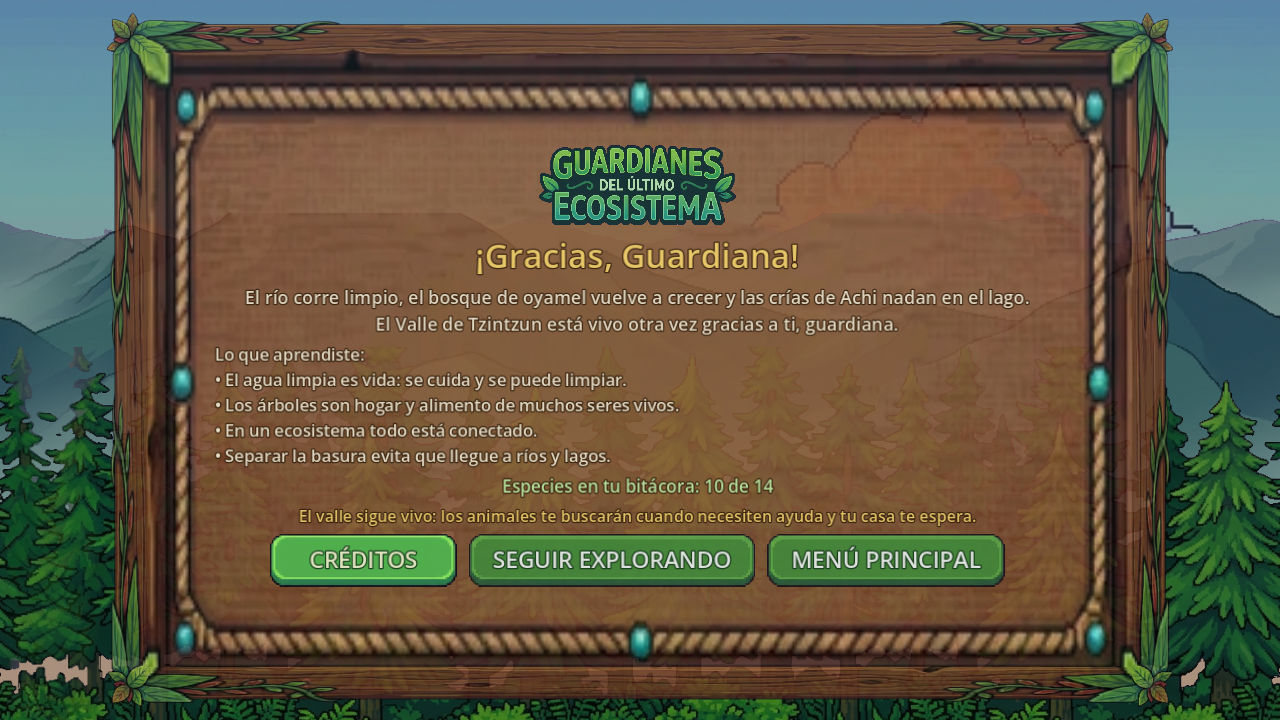 GUARDIANES
DEL ÚLTIMO
ECOSISTEMA
¡Gracias, Guardiana!
El río corre limpio, el bosque de oyamel vuelve a crecer y las crías de Achi nadan en el lago.
El Valle de Tzintzun está vivo otra vez gracias a ti, guardiana.
Lo que aprendiste:
• El agua limpia es vida: se cuida y se puede limpiar.
• Los árboles son hogar y alimento de muchos seres vivos.
• En un ecosistema todo está conectado.
• Separar la basura evita que llegue a ríos y lagos.
Especies en tu bitácora: 10 de 14
El valle sigue vivo: los animales te buscarán cuando necesiten ayuda y tu casa te espera.
CRÉDITOS SEGUIR EXPLORANDO MENÚ PRINCIPAL